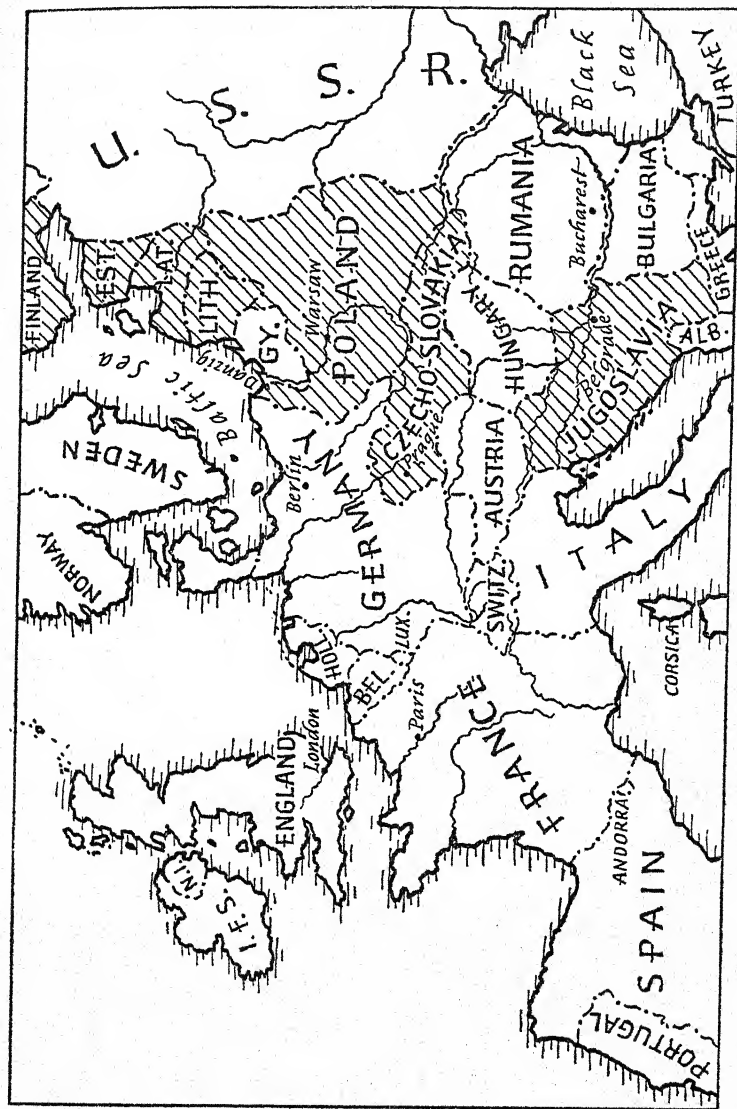 NORWAY
SWEDEN
FINLAND
Baltic Sea
EST.
LAT.
LITH
U. S. S. R.
I.F.S.
N.I.
ENGLAND
London
HOL.
BEL.
LUX.
GERMANY
Berlin
Danzig
GY.
Warsaw
POLAND
Paris
FRANCE
SWITZ.
AUSTRIA
CZECHO-SLOVAKIA
Prague
HUNGARY
RUMANIA
Bucharest
Black
Sea
PORTUGAL
SPAIN
ANDORRA
CORSICA
ITALY
JUGOSLAVIA
Belgrade
BULGARIA
ALB.
GREECE
TURKEY